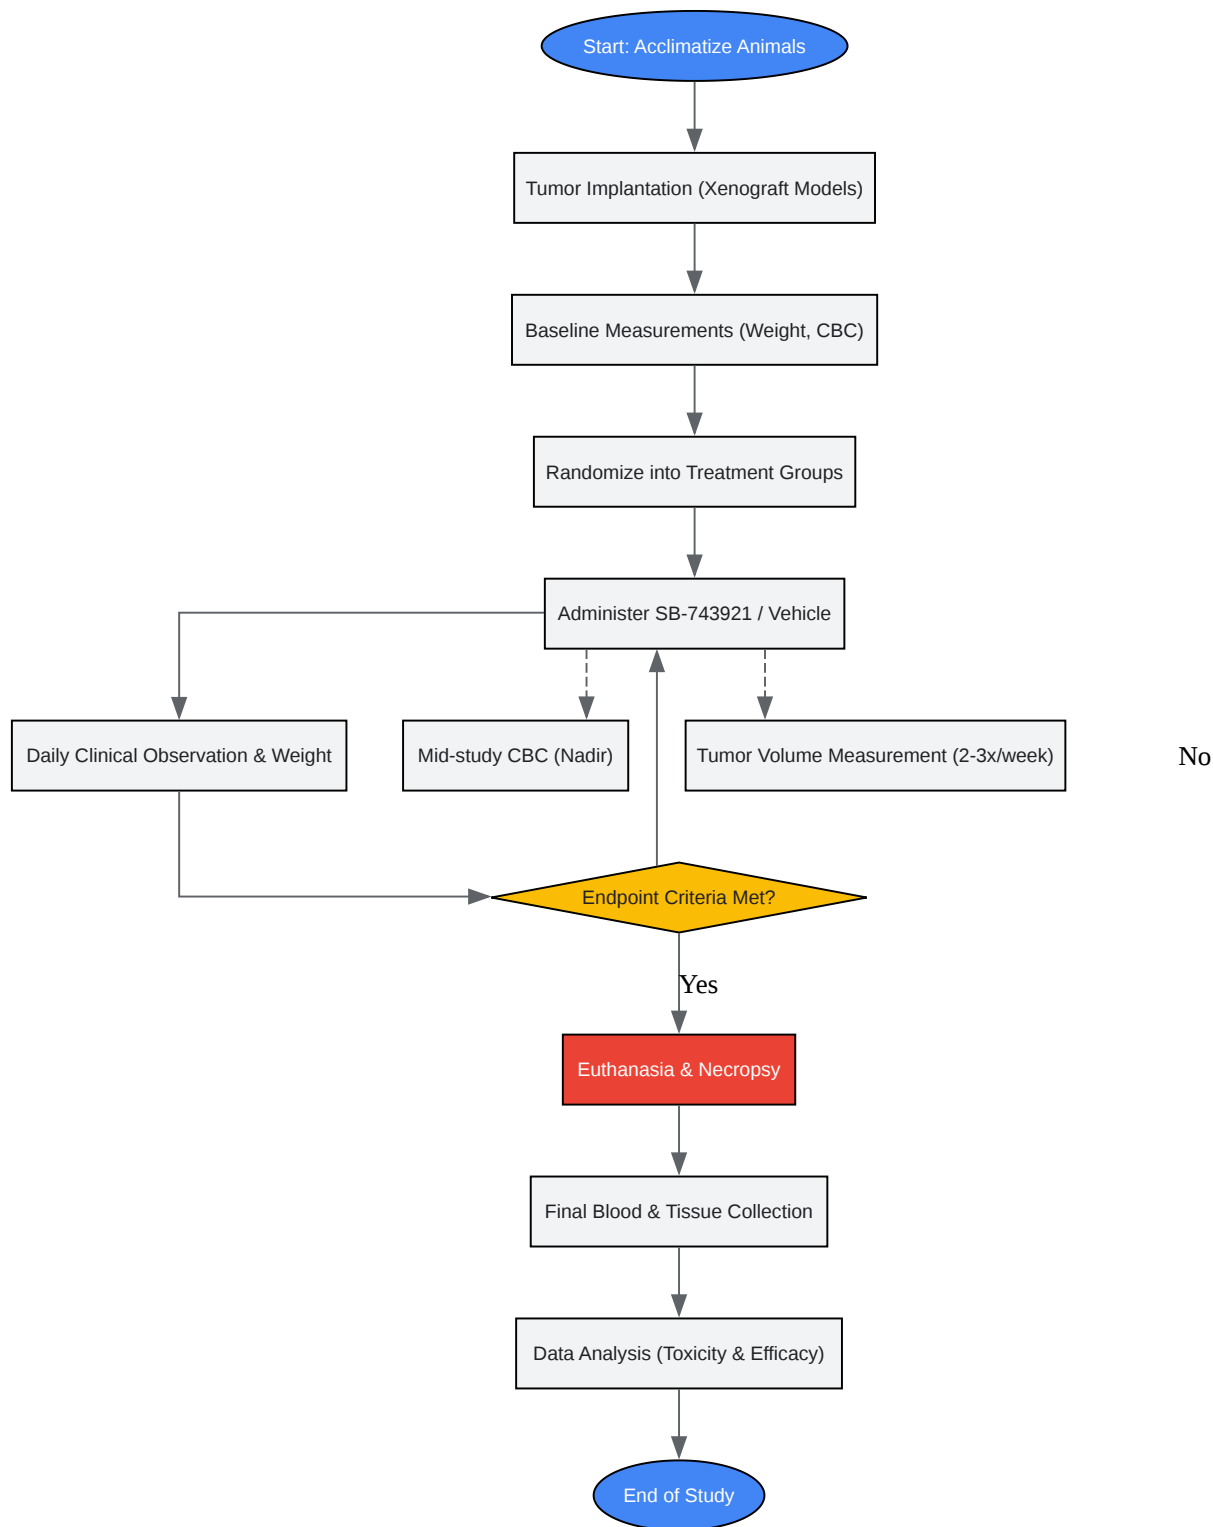 Start: Acclimatize Animals
Tumor Implantation (Xenograft Models)
Baseline Measurements (Weight, CBC)
Randomize into Treatment Groups
Administer SB-743921 / Vehicle
Daily Clinical Observation & Weight
Mid-study CBC (Nadir)
Tumor Volume Measurement (2-3x/week)
No
Endpoint Criteria Met?
Yes
Euthanasia & Necropsy
Final Blood & Tissue Collection
Data Analysis (Toxicity & Efficacy)
End of Study